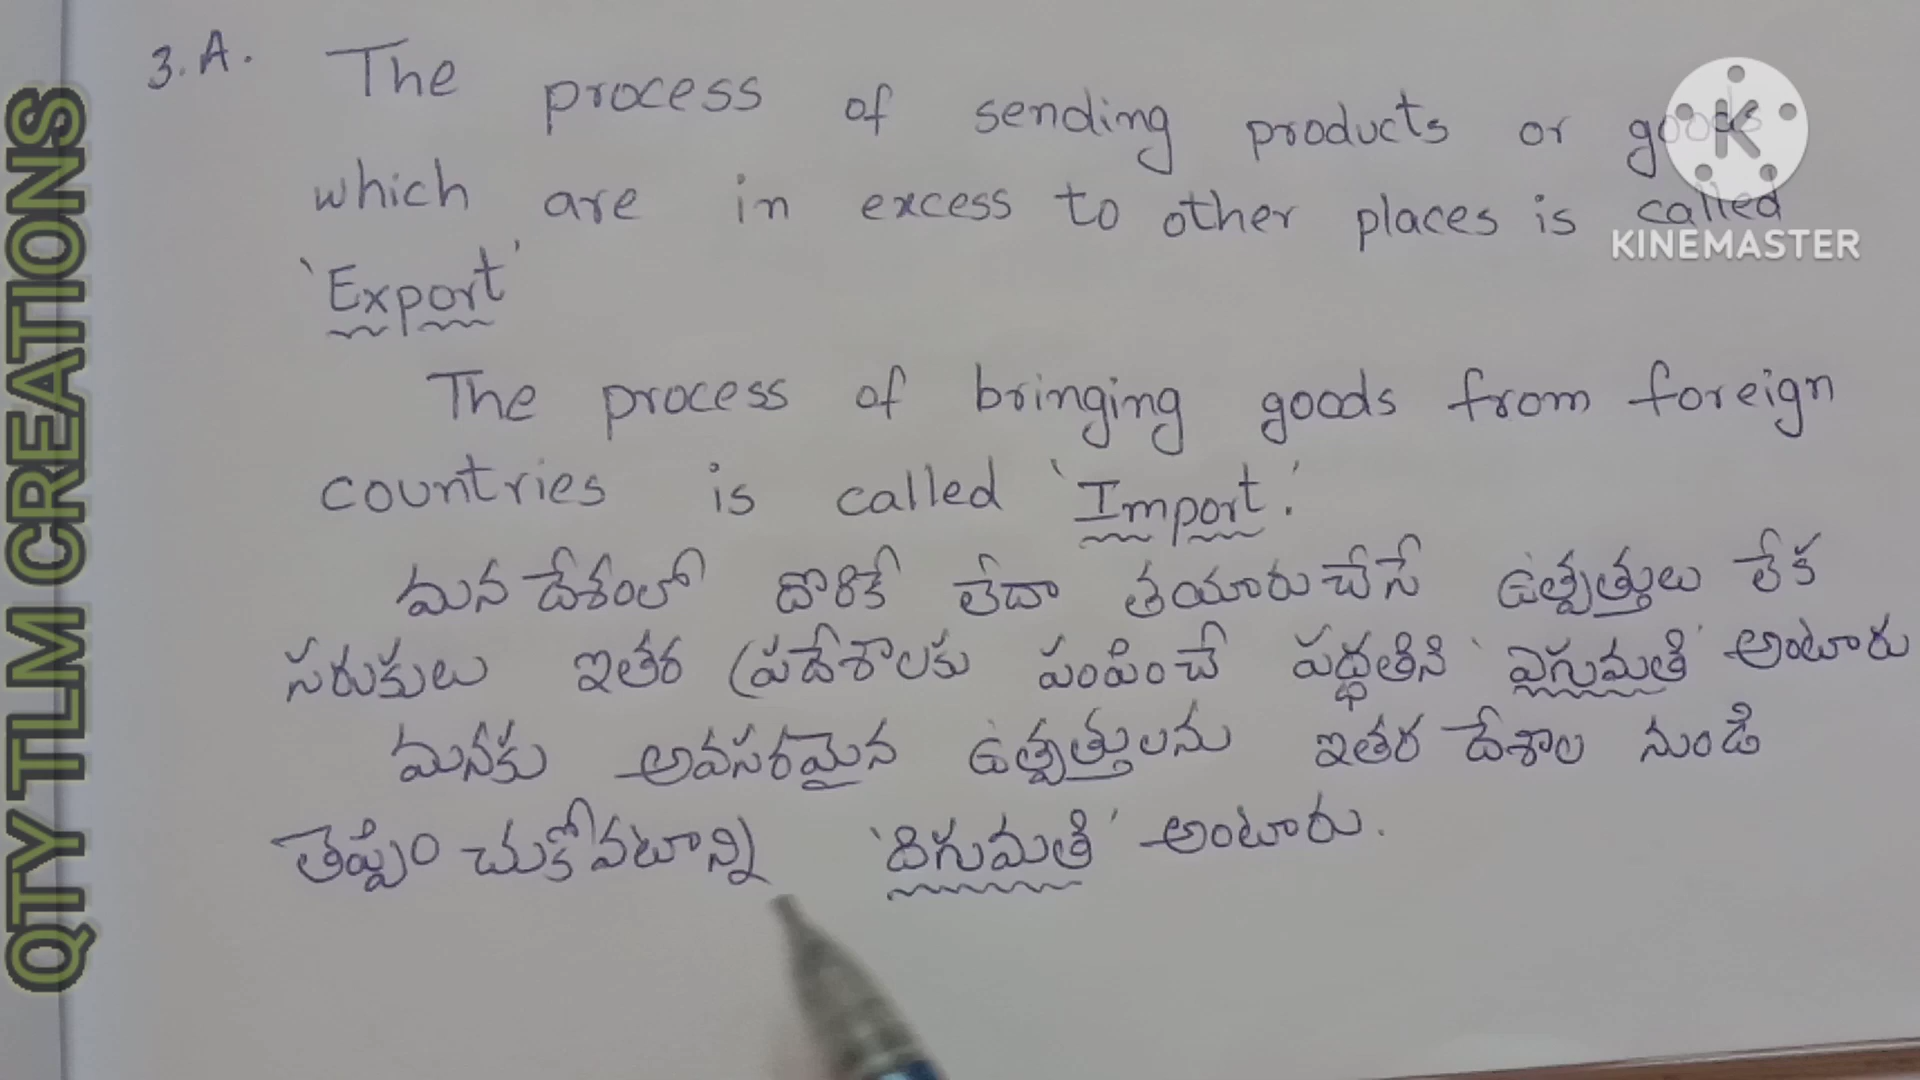 QTY TLM CREATIONS
3. A. The process of sending products or goods
which are in excess to other places is called
KINEMASTER
'Export'
The process of bringing goods from foreign
countries is called 'Import.'
మన దేశంలో దొరికే లేదా తయారుచేసే ఉత్పత్తులు లేక
సరుకులు ఇతర ప్రదేశాలకు పంపించే పద్ధతిని 'ఎగుమతి' అంటారు
మనకు అవసరమైన ఉత్పత్తులను ఇతర దేశాల నుండి
తెప్పించుకోవటాన్ని 'దిగుమతి' అంటారు.